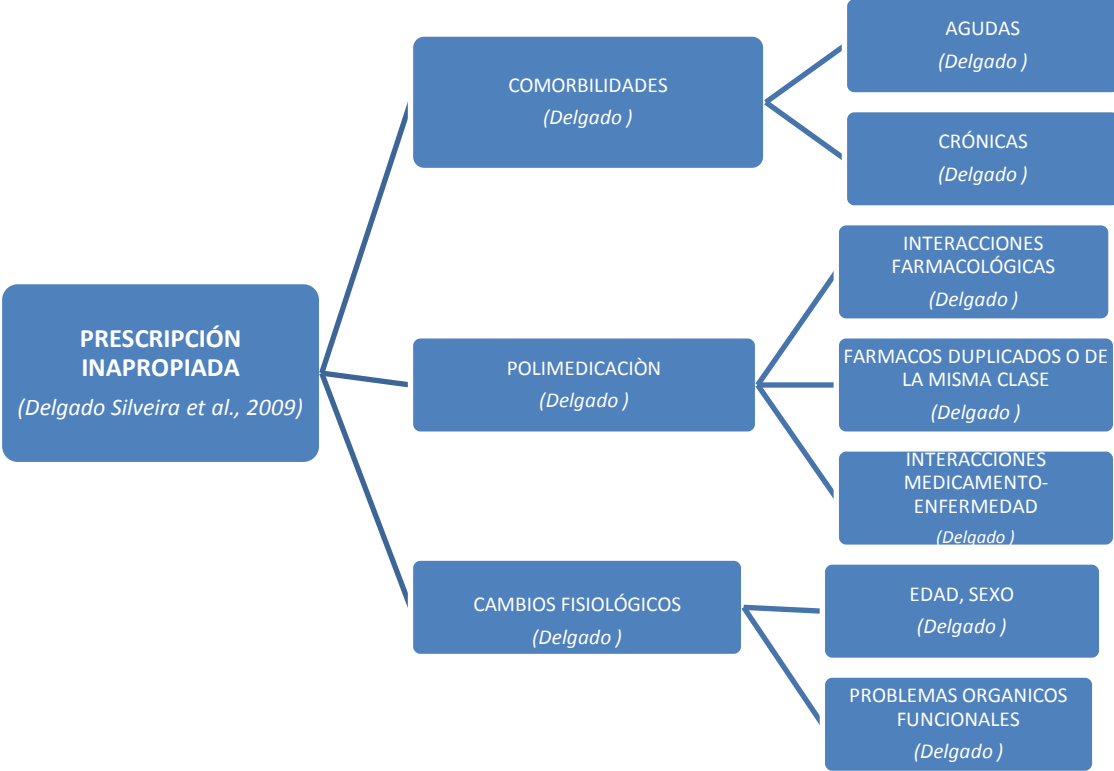 PRESCRIPCIÓN
INAPROPIADA
(Delgado Silveira et al., 2009)
COMORBILIDADES
(Delgado )
AGUDAS
(Delgado )
CRÓNICAS
(Delgado )
POLIMEDICACIÒN
(Delgado )
INTERACCIONES
FARMACOLÓGICAS
(Delgado )
FARMACOS DUPLICADOS O DE
LA MISMA CLASE
(Delgado )
INTERACCIONES
MEDICAMENTO-
ENFERMEDAD
(Delgado )
CAMBIOS FISIOLÓGICOS
(Delgado )
EDAD, SEXO
(Delgado )
PROBLEMAS ORGANICOS
FUNCIONALES
(Delgado )